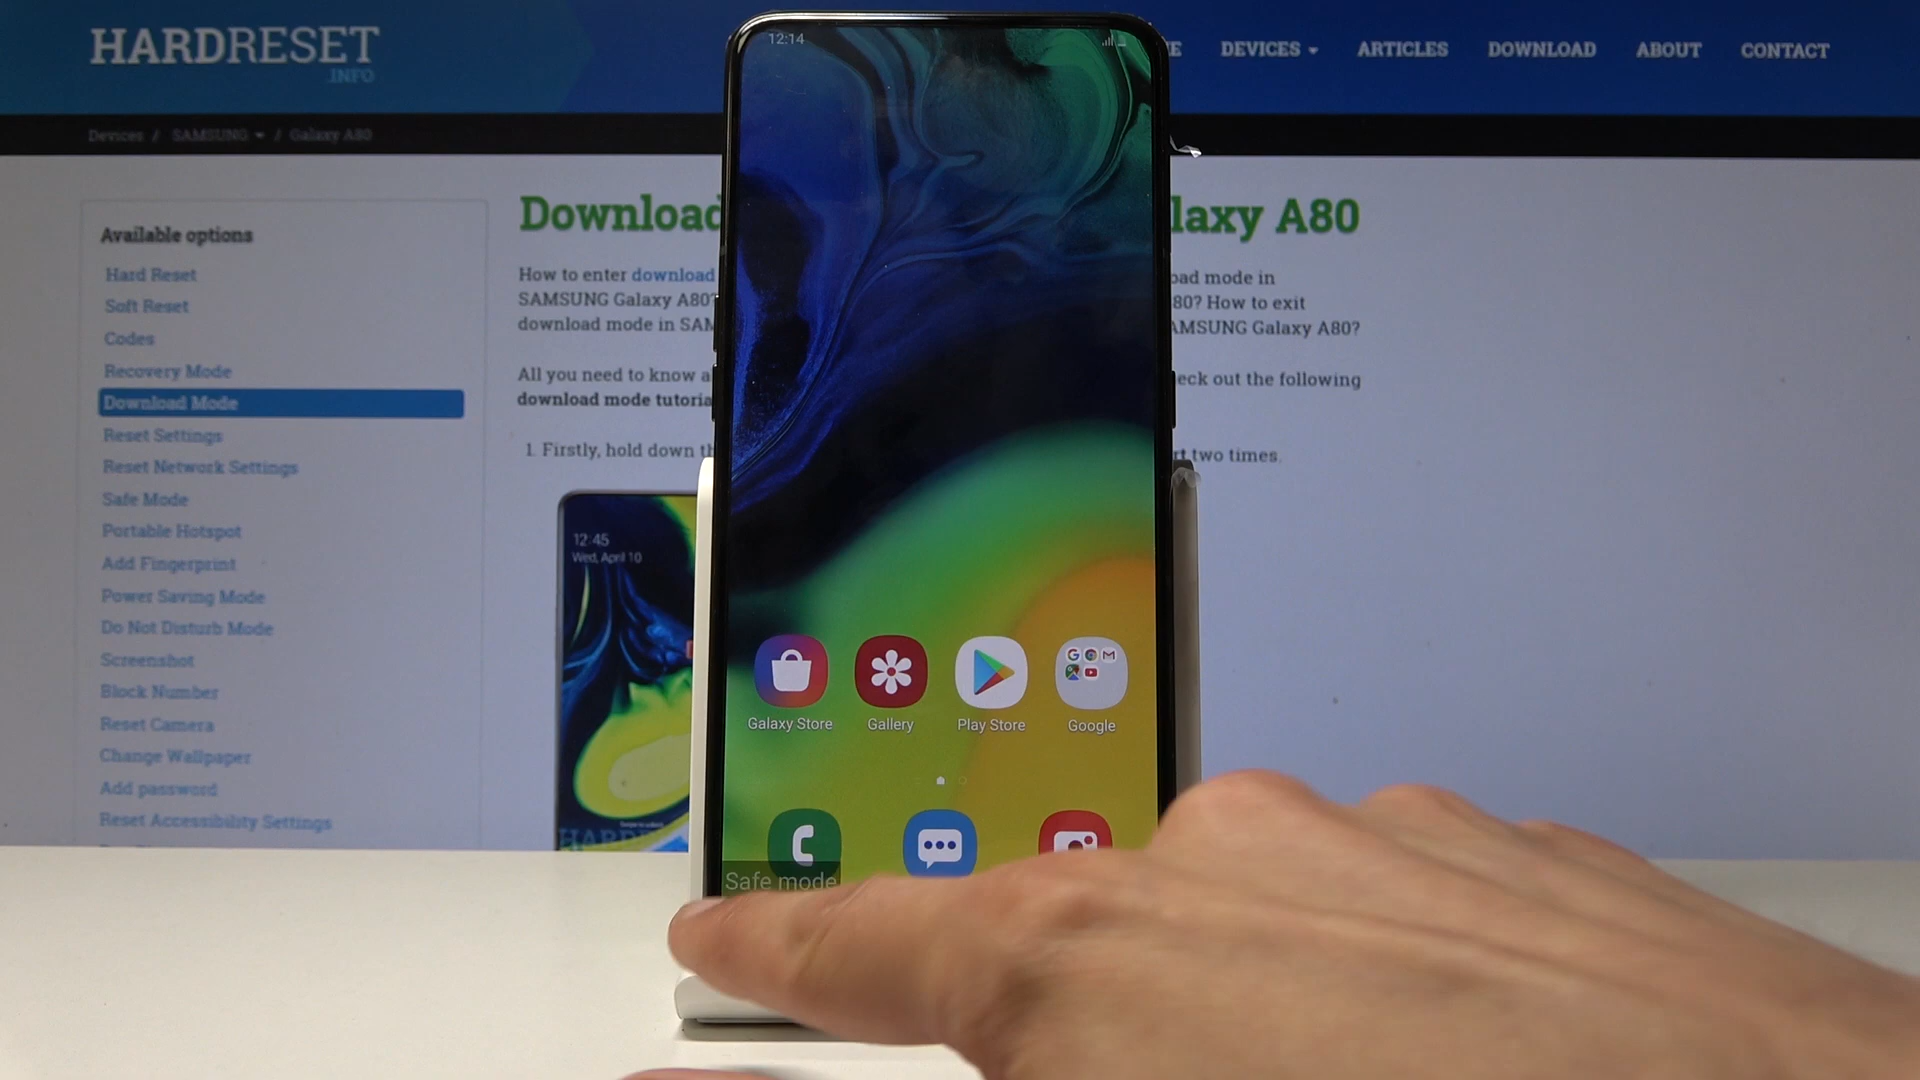 HARDRESET
.INFO
DEVICES
ARTICLES
DOWNLOAD
ABOUT
CONTACT
Devices / SAMSUNG / Galaxy A80
Available options
Hard Reset
Soft Reset
Codes
Recovery Mode
Download Mode
Reset Settings
Reset Network Settings
Safe Mode
Portable Hotspot
Add Fingerprint
Power Saving Mode
Do Not Disturb Mode
Screenshot
Block Number
Reset Camera
Change Wallpaper
Add password
Reset Accessibility Settings
Download laxy A80
How to enter download oad mode in
SAMSUNG Galaxy A80? 80? How to exit
download mode in SAM AMSUNG Galaxy A80?
All you need to know a eck out the following
download mode tutoria
1. Firstly, hold down th rt two times.
12:45
Wed, April 10
HARD
12:14
Galaxy Store
Gallery
Play Store
Google
Safe mode